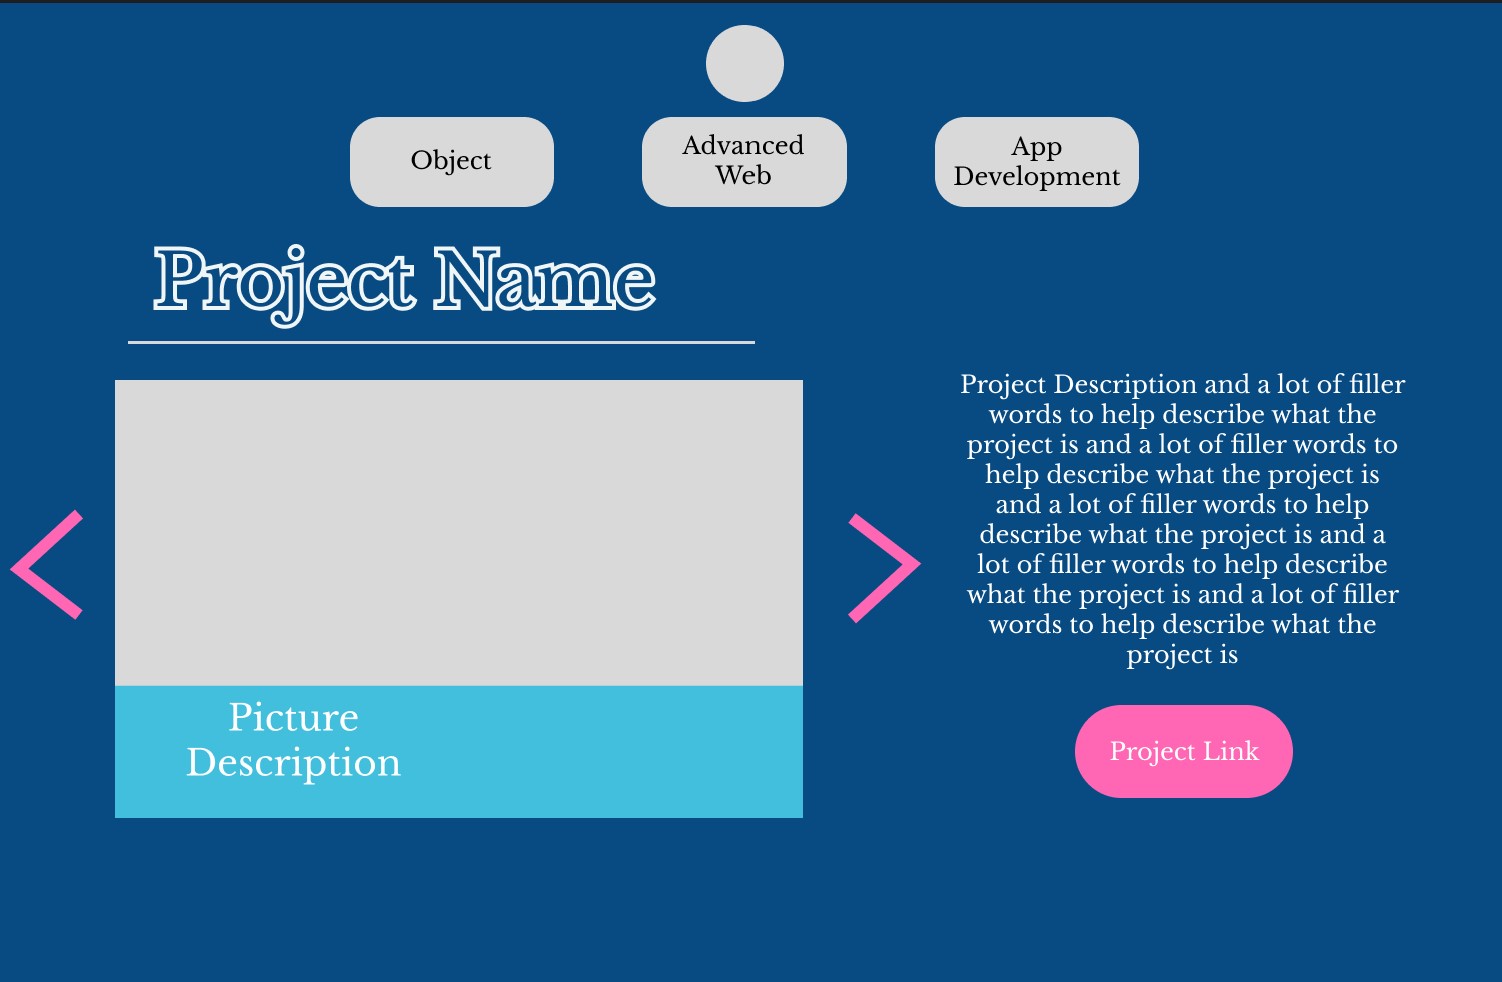 Object
Advanced
Web
App
Development
Project Name
Project Description and a lot of filler
words to help describe what the
project is and a lot of filler words to
help describe what the project is
and a lot of filler words to help
describe what the project is and a
lot of filler words to help describe
what the project is and a lot of filler
words to help describe what the
project is
Picture
Description
Project Link